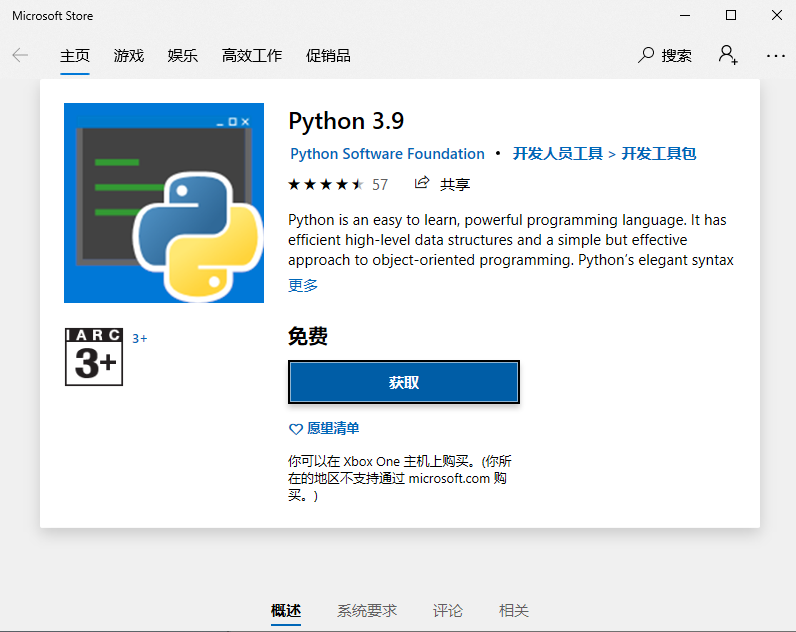 Microsoft Store
主页 游戏 娱乐 高效工作 促销品 搜索
Python 3.9
Python Software Foundation • 开发人员工具 > 开发工具包
57 共享
Python is an easy to learn, powerful programming language. It has
efficient high-level data structures and a simple but effective
approach to object-oriented programming. Python's elegant syntax
更多
IARC
3+
3+
免费
获取
愿望清单
你可以在 Xbox One 主机上购买。(你所
在的地区不支持通过 microsoft.com 购
买。)
概述 系统要求 评论 相关